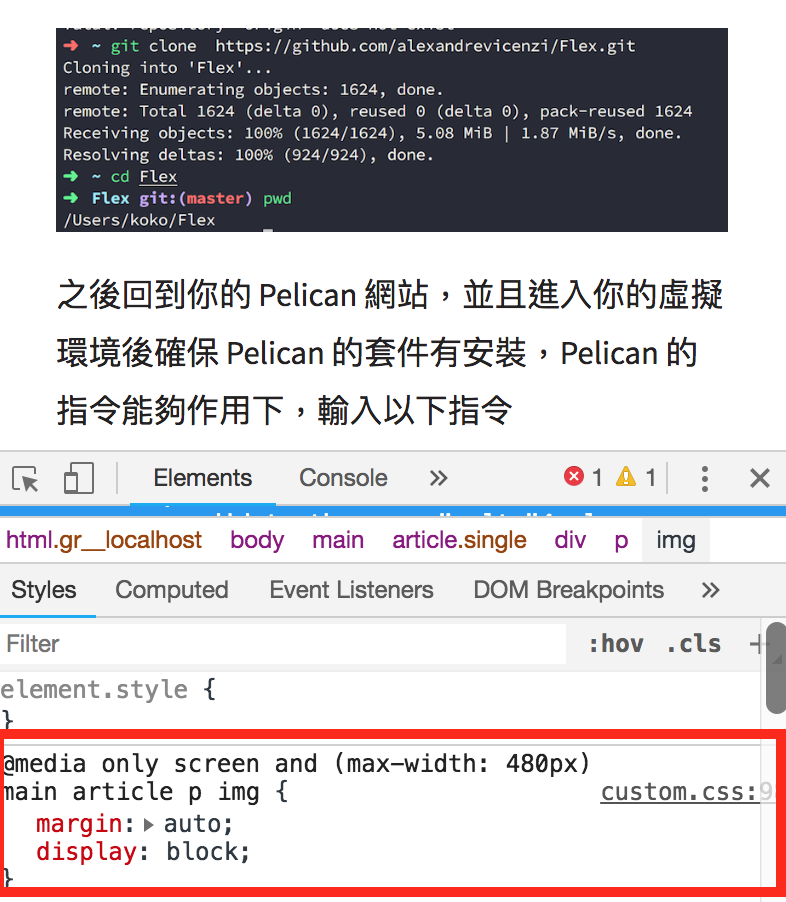 ➜ ~ git clone https://github.com/alexandrevicenzi/Flex.git
Cloning into 'Flex'...
remote: Enumerating objects: 1624, done.
remote: Total 1624 (delta 0), reused 0 (delta 0), pack-reused 1624
Receiving objects: 100% (1624/1624), 5.08 MiB | 1.87 MiB/s, done.
Resolving deltas: 100% (924/924), done.
➜ ~ cd Flex
➜ Flex git:(master) pwd
/Users/koko/Flex
之後回到你的 Pelican 網站，並且進入你的虛擬
環境後確保 Pelican 的套件有安裝，Pelican 的
指令能夠作用下，輸入以下指令
Elements Console » 1 1
html.gr__localhost body main article.single div p img
Styles Computed Event Listeners DOM Breakpoints »
Filter :hov .cls +
element.style {
}
@media only screen and (max-width: 480px)
main article p img { custom.css:9
margin: ▶ auto;
display: block;
}